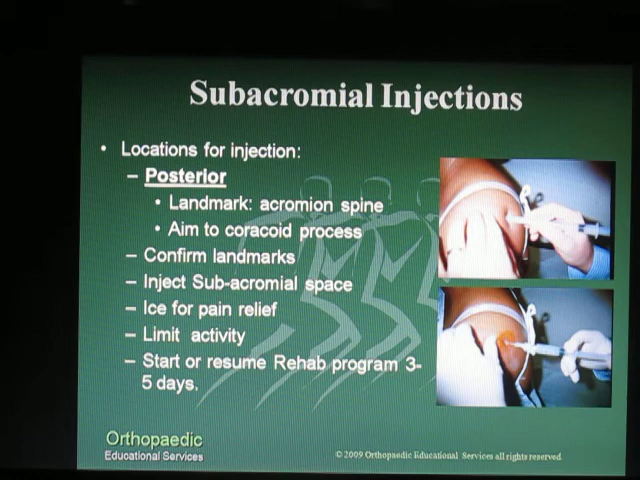 Subacromial Injections
• Locations for injection:
– Posterior
• Landmark: acromion spine
• Aim to coracoid process
– Confirm landmarks
– Inject Sub-acromial space
– Ice for pain relief
– Limit activity
– Start or resume Rehab program 3-
5 days.
Orthopaedic
Educational Services
© 2009 Orthopaedic Educational Services all rights reserved